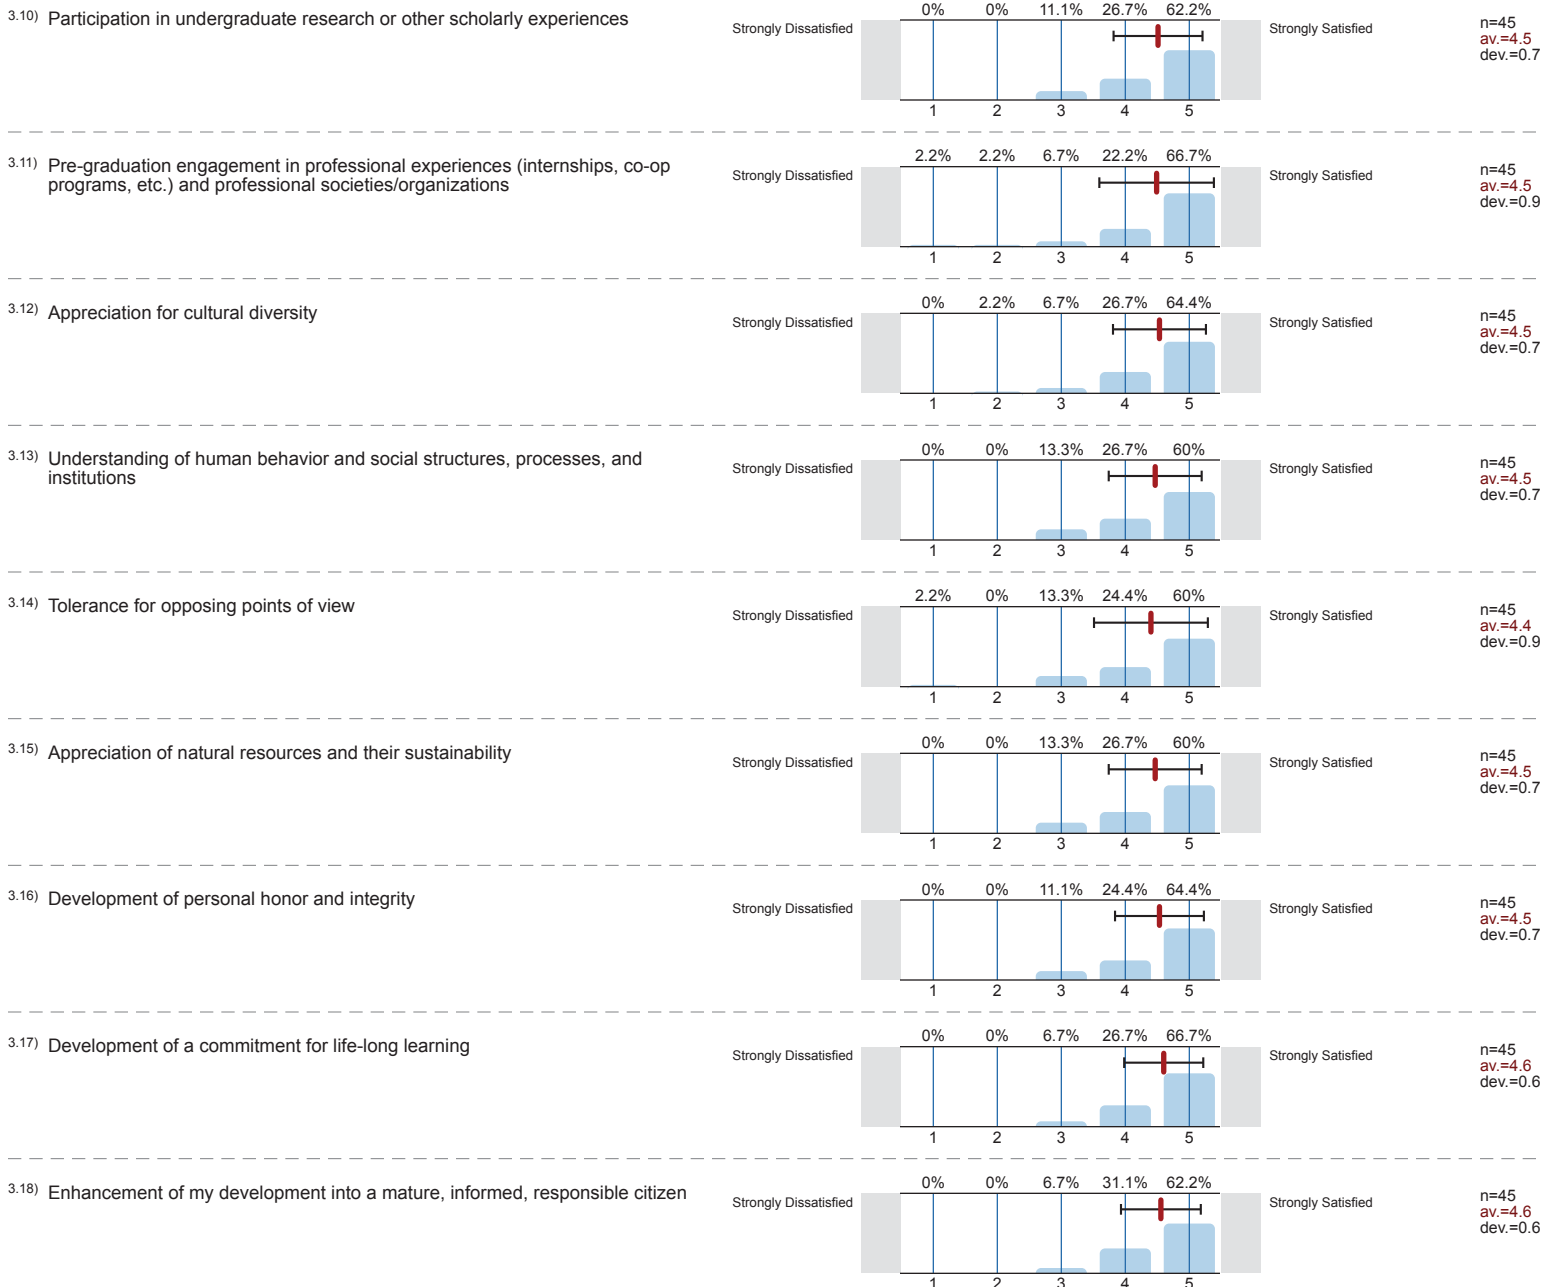 3.10) Participation in undergraduate research or other scholarly experiences
Strongly Dissatisfied
0% 0% 11.1% 26.7% 62.2%
1 2 3 4 5
Strongly Satisfied
n=45
av.=4.5
dev.=0.7
3.11) Pre-graduation engagement in professional experiences (internships, co-op
programs, etc.) and professional societies/organizations
Strongly Dissatisfied
2.2% 2.2% 6.7% 22.2% 66.7%
1 2 3 4 5
Strongly Satisfied
n=45
av.=4.5
dev.=0.9
3.12) Appreciation for cultural diversity
Strongly Dissatisfied
0% 2.2% 6.7% 26.7% 64.4%
1 2 3 4 5
Strongly Satisfied
n=45
av.=4.5
dev.=0.7
3.13) Understanding of human behavior and social structures, processes, and
institutions
Strongly Dissatisfied
0% 0% 13.3% 26.7% 60%
1 2 3 4 5
Strongly Satisfied
n=45
av.=4.5
dev.=0.7
3.14) Tolerance for opposing points of view
Strongly Dissatisfied
2.2% 0% 13.3% 24.4% 60%
1 2 3 4 5
Strongly Satisfied
n=45
av.=4.4
dev.=0.9
3.15) Appreciation of natural resources and their sustainability
Strongly Dissatisfied
0% 0% 13.3% 26.7% 60%
1 2 3 4 5
Strongly Satisfied
n=45
av.=4.5
dev.=0.7
3.16) Development of personal honor and integrity
Strongly Dissatisfied
0% 0% 11.1% 24.4% 64.4%
1 2 3 4 5
Strongly Satisfied
n=45
av.=4.5
dev.=0.7
3.17) Development of a commitment for life-long learning
Strongly Dissatisfied
0% 0% 6.7% 26.7% 66.7%
1 2 3 4 5
Strongly Satisfied
n=45
av.=4.6
dev.=0.6
3.18) Enhancement of my development into a mature, informed, responsible citizen
Strongly Dissatisfied
0% 0% 6.7% 31.1% 62.2%
1 2 3 4 5
Strongly Satisfied
n=45
av.=4.6
dev.=0.6